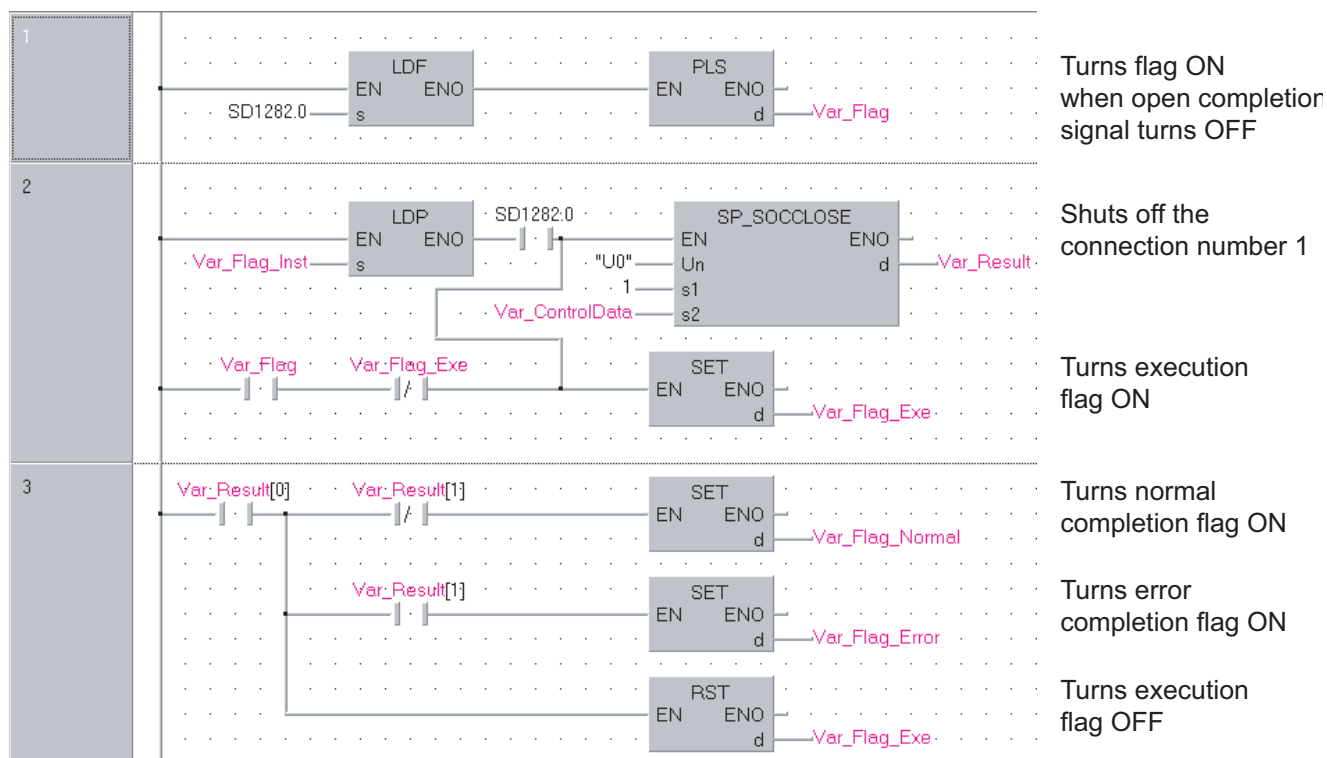 1
LDF
PLS
EN ENO
EN ENO
SD1282.0 s
d Var_Flag
Turns flag ON
when open completion
signal turns OFF
2
LDP
SD1282.0
SP_SOCCLOSE
EN ENO
EN ENO
Var_Flag_Inst s
"U0" Un d Var_Result
1 s1
Var_ControlData s2
Shuts off the
connection number 1
Var_Flag Var_Flag_Exe
SET
EN ENO
d Var_Flag_Exe
Turns execution
flag ON
3
Var_Result[0] Var_Result[1]
SET
EN ENO
d Var_Flag_Normal
Turns normal
completion flag ON
Var_Result[1]
SET
EN ENO
d Var_Flag_Error
Turns error
completion flag ON
RST
EN ENO
d Var_Flag_Exe
Turns execution
flag OFF